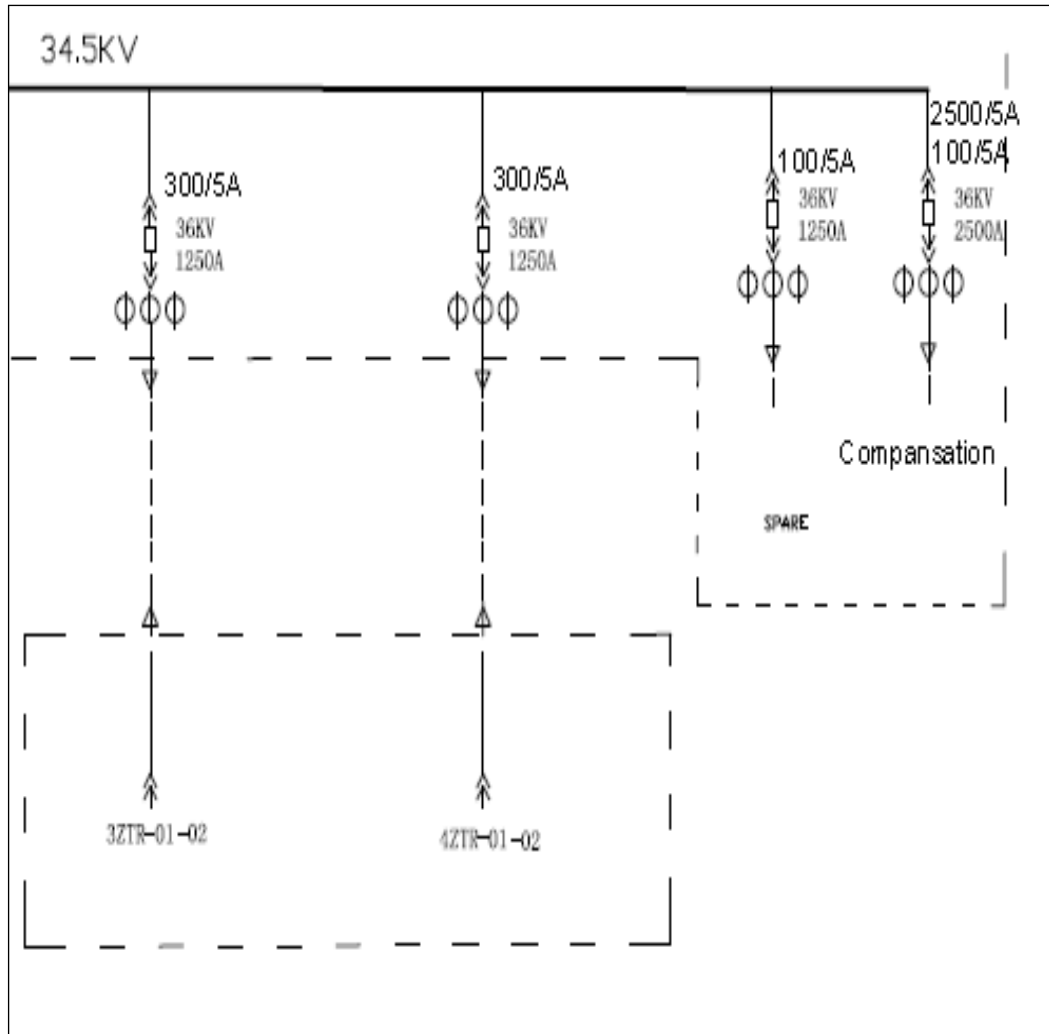 34.5KV
300/5A
36KV
1250A
300/5A
36KV
1250A
100/5A
36KV
1250A
2500/5A
100/5A
36KV
2500A
Compansation
SPARE
3ZTR-01-02
4ZTR-01-02